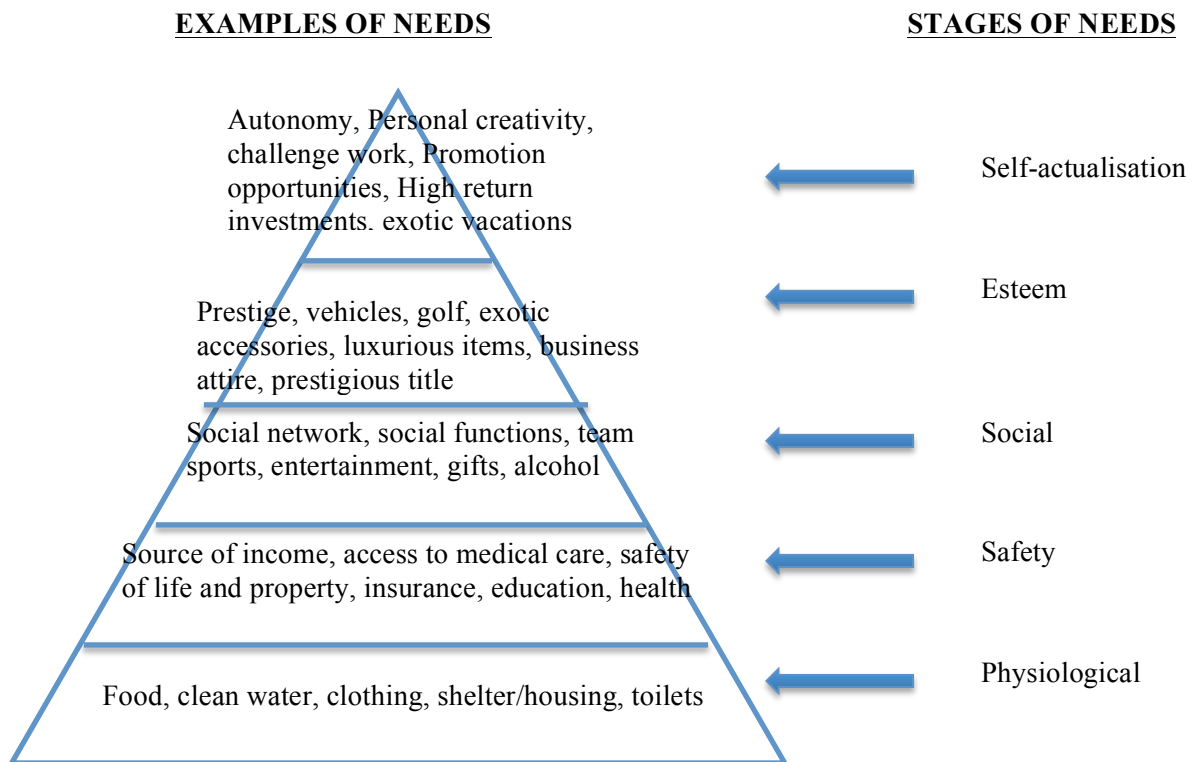 EXAMPLES OF NEEDS
STAGES OF NEEDS
Autonomy, Personal creativity,
challenge work, Promotion
opportunities, High return
investments, exotic vacations
Self-actualisation
Prestige, vehicles, golf, exotic
accessories, luxurious items, business
attire, prestigious title
Esteem
Social network, social functions, team
sports, entertainment, gifts, alcohol
Social
Source of income, access to medical care, safety
of life and property, insurance, education, health
Safety
Food, clean water, clothing, shelter/housing, toilets
Physiological